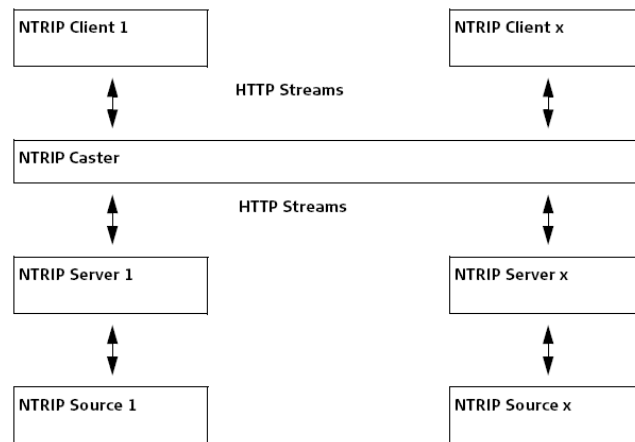 NTRIP Client 1
NTRIP Client x
HTTP Streams
NTRIP Caster
HTTP Streams
NTRIP Server 1
NTRIP Server x
NTRIP Source 1
NTRIP Source x